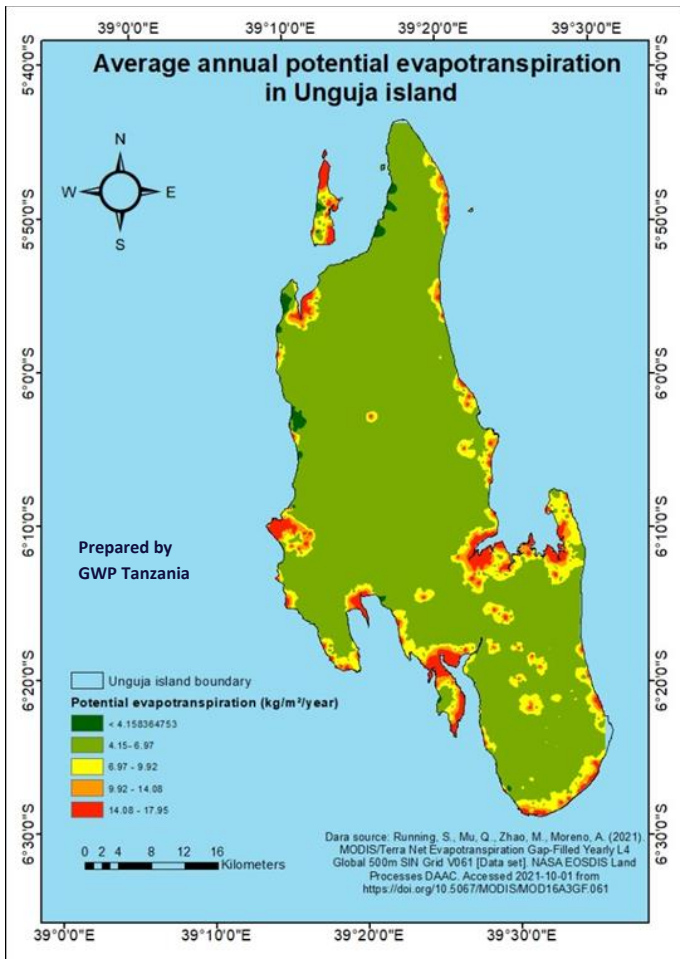 39°0'0"E 39°10'0"E 39°20'0"E 39°30'0"E
Average annual potential evapotranspiration
in Unguja island
N
W E
S
5°40'0"S 5°40'0"S
5°50'0"S 5°50'0"S
6°0'0"S 6°0'0"S
6°10'0"S 6°10'0"S
Prepared by
GWP Tanzania
6°20'0"S 6°20'0"S
Unguja island boundary
Potential evapotranspiration (kg/m²/year)
< 4.158364753
4.15- 6.97
6.97 - 9.92
9.92 - 14.08
14.08 - 17.95
6°30'0"S 6°30'0"S
0 2 4 8 12 16
Kilometers
Dara source: Running, S., Mu, Q., Zhao, M., Moreno, A. (2021).
MODIS/Terra Net Evapotranspiration Gap-Filled Yearly L4
Global 500m SIN Grid V061 [Data set]. NASA EOSDIS Land
Processes DAAC. Accessed 2021-10-01 from
https://doi.org/10.5067/MODIS/MOD16A3GF.061
39°0'0"E 39°10'0"E 39°20'0"E 39°30'0"E